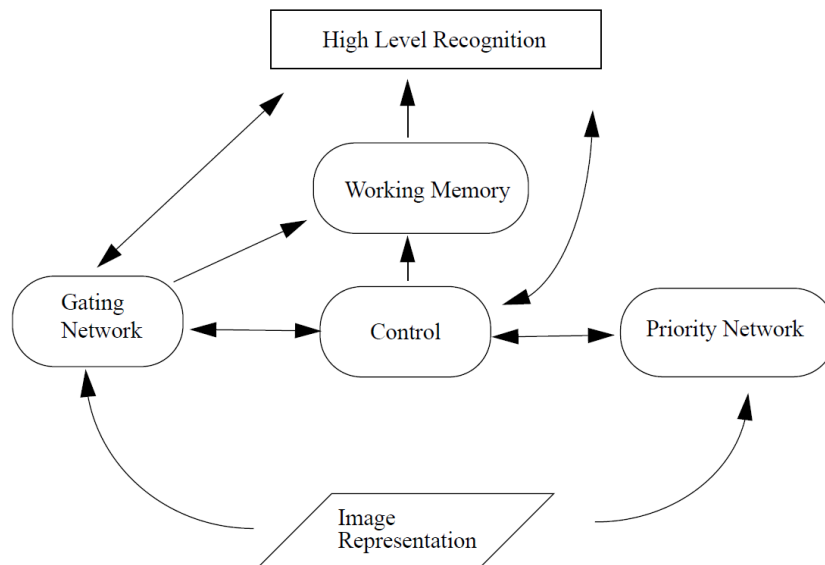 High Level Recognition
Working Memory
Gating
Network
Control
Priority Network
Image
Representation